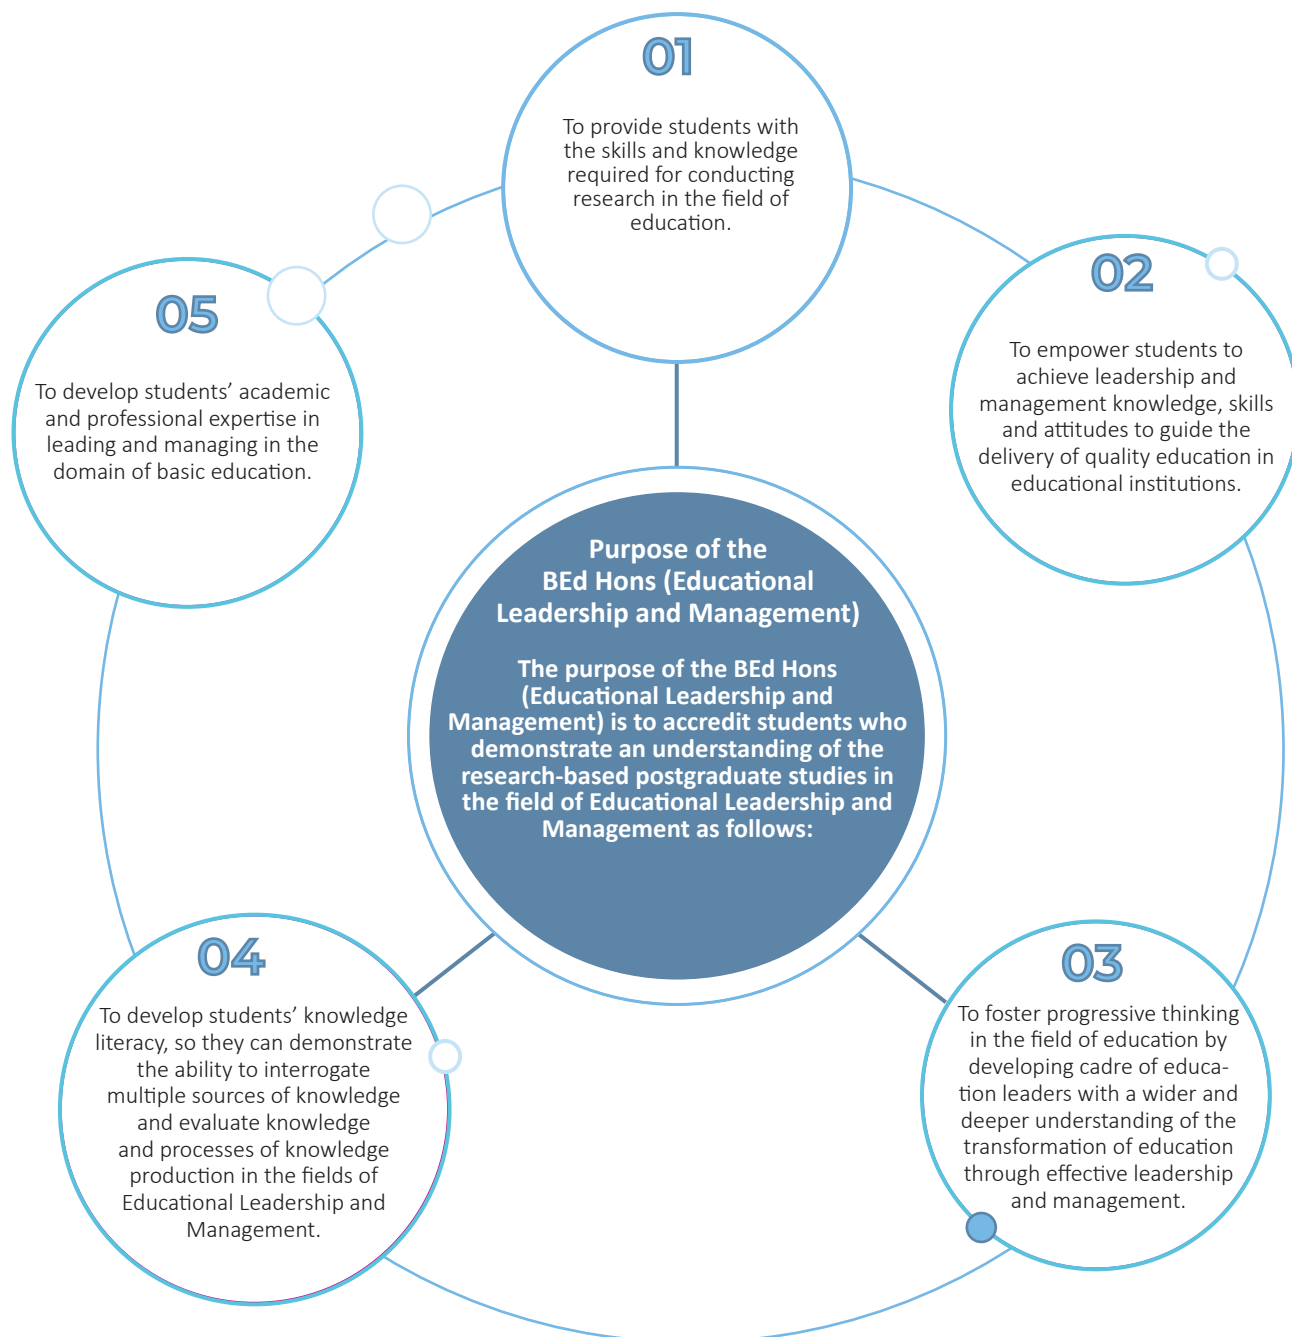 Purpose of the
BEd Hons (Educational
Leadership and Management)
The purpose of the BEd Hons
(Educational Leadership and
Management) is to accredit students who
demonstrate an understanding of the
research-based postgraduate studies in
the field of Educational Leadership and
Management as follows:
01
To provide students with
the skills and knowledge
required for conducting
research in the field of
education.
02
To empower students to
achieve leadership and
management knowledge, skills
and attitudes to guide the
delivery of quality education in
educational institutions.
03
To foster progressive thinking
in the field of education by
developing cadre of educa-
tion leaders with a wider and
deeper understanding of the
transformation of education
through effective leadership
and management.
04
To develop students’ knowledge
literacy, so they can demonstrate
the ability to interrogate
multiple sources of knowledge
and evaluate knowledge
and processes of knowledge
production in the fields of
Educational Leadership and
Management.
05
To develop students’ academic
and professional expertise in
leading and managing in the
domain of basic education.